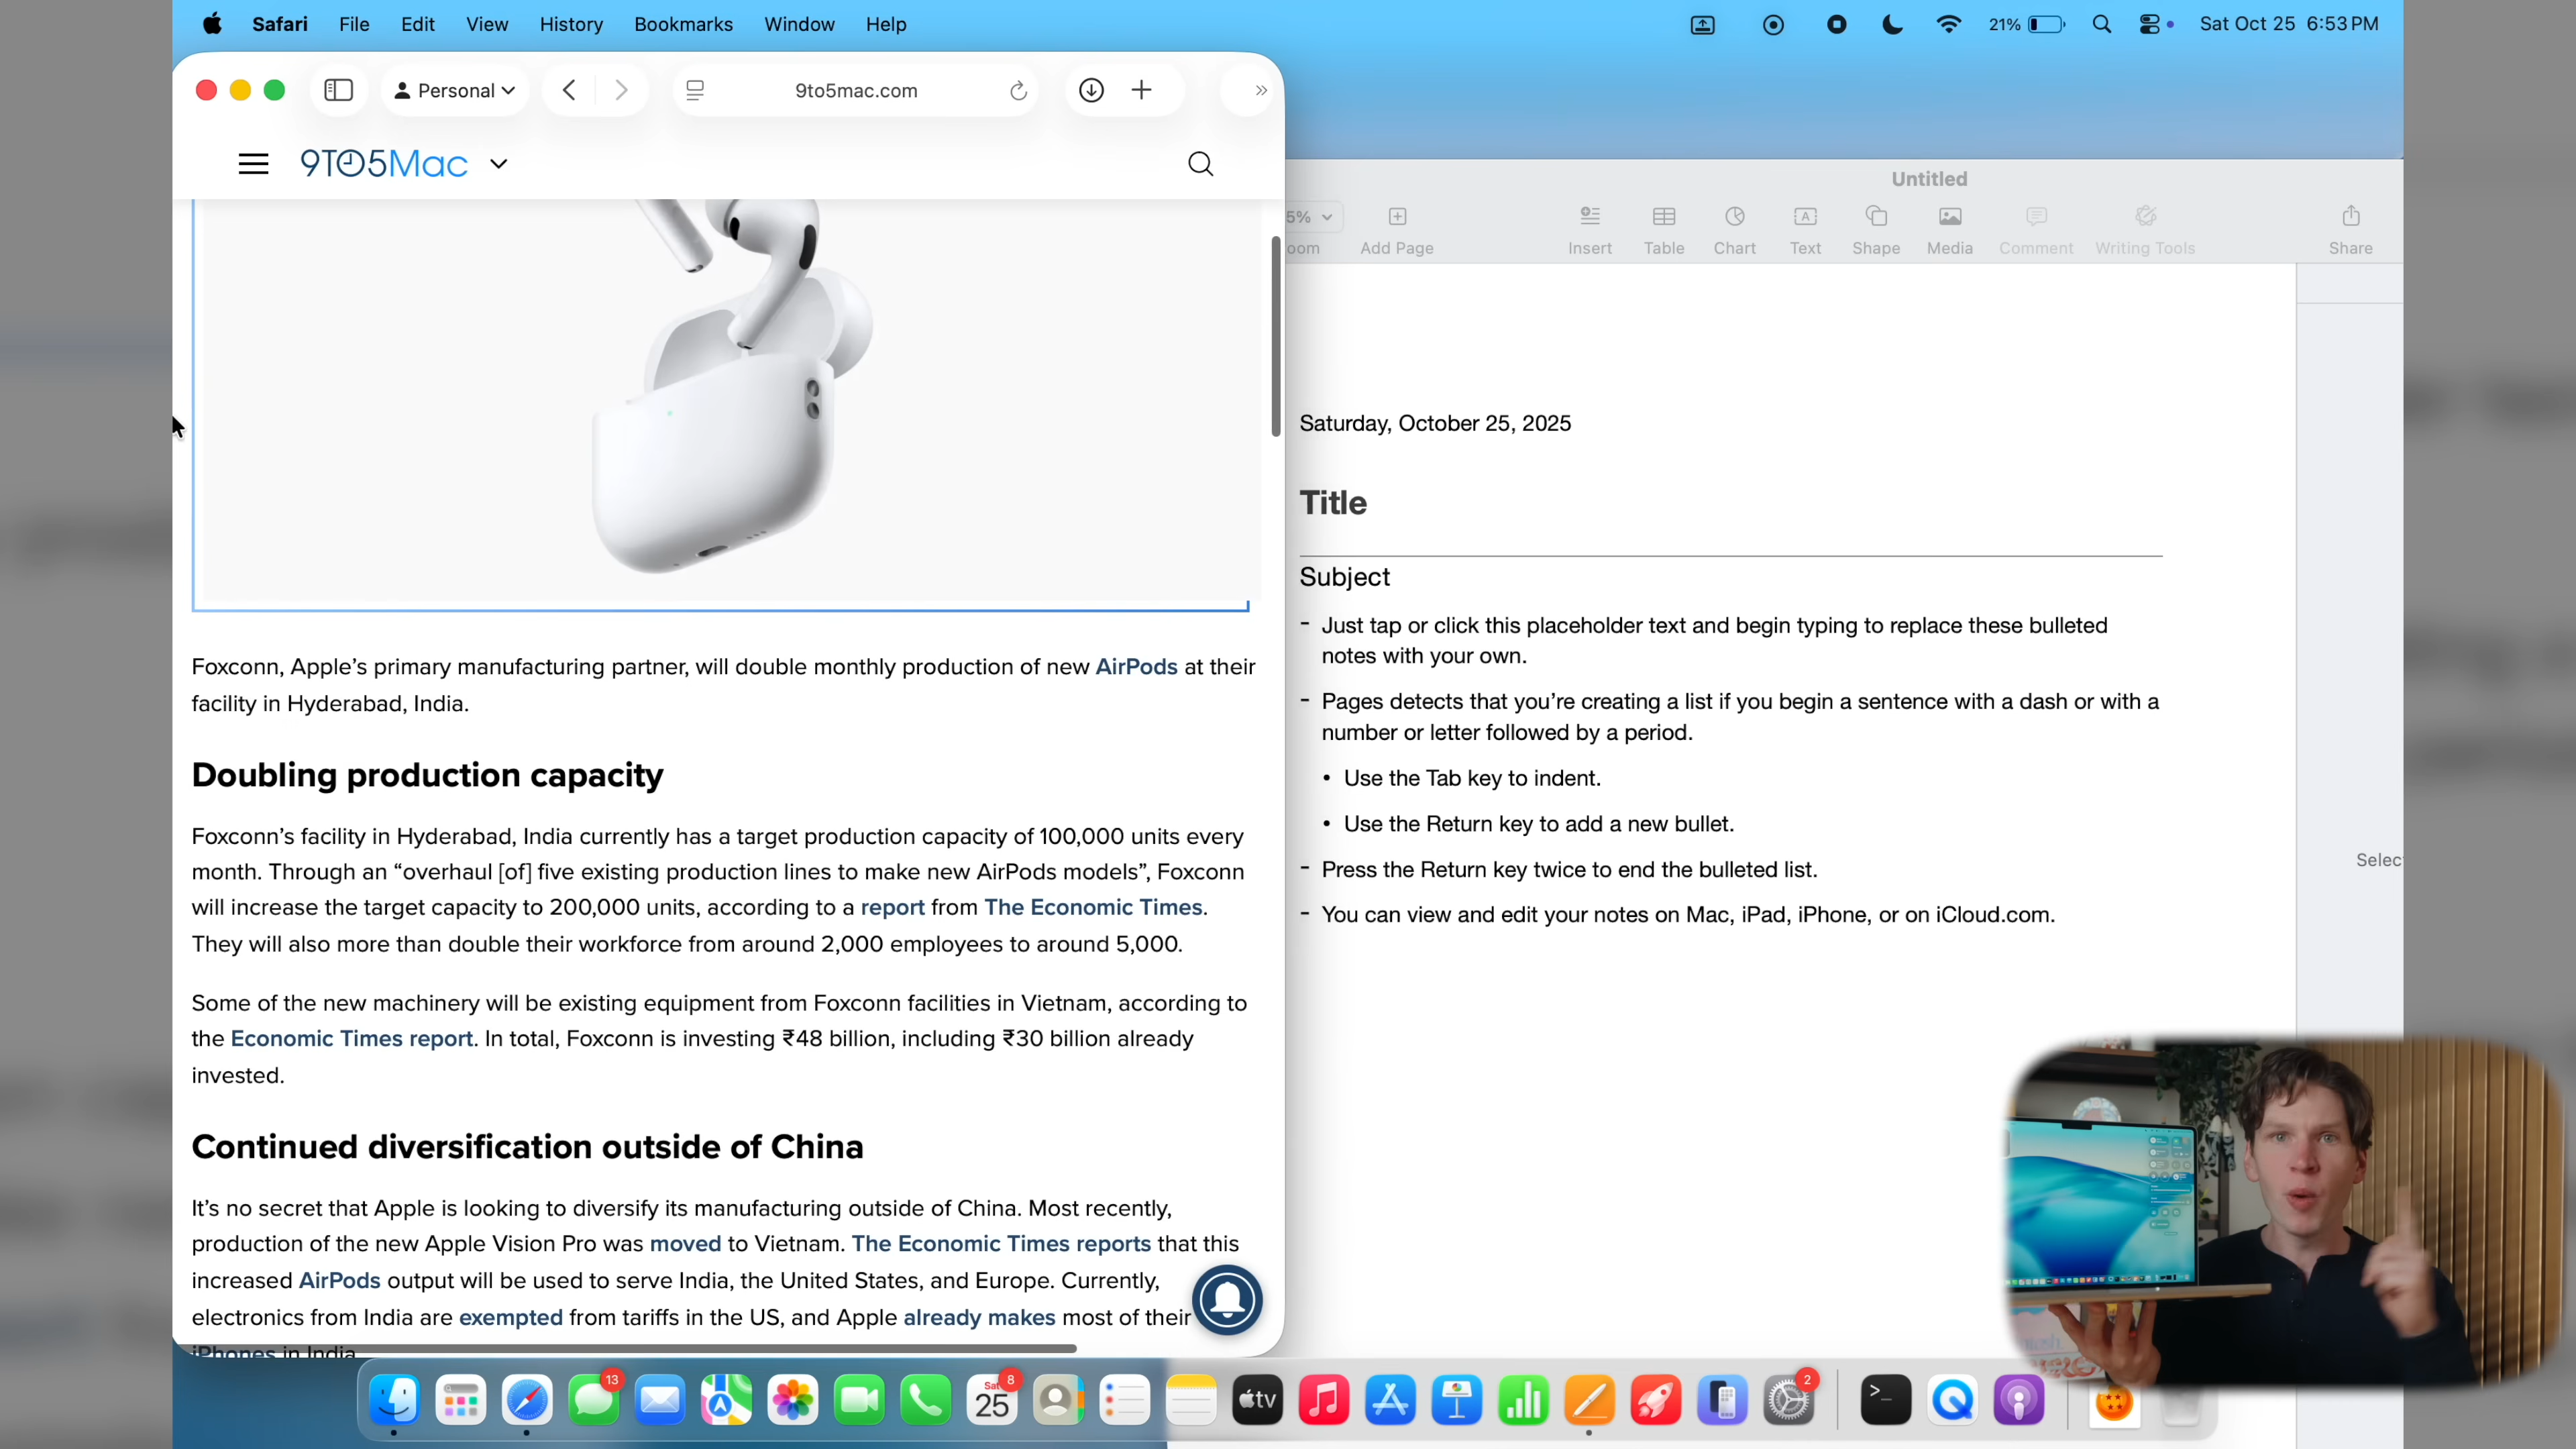 Safari File Edit View History Bookmarks Window Help
21%
Sat Oct 25 6:53 PM
Personal
9to5mac.com
9TO5Mac
Foxconn, Apple’s primary manufacturing partner, will double monthly production of new AirPods at their
facility in Hyderabad, India.
Doubling production capacity
Foxconn’s facility in Hyderabad, India currently has a target production capacity of 100,000 units every
month. Through an “overhaul [of] five existing production lines to make new AirPods models”, Foxconn
will increase the target capacity to 200,000 units, according to a report from The Economic Times.
They will also more than double their workforce from around 2,000 employees to around 5,000.
Some of the new machinery will be existing equipment from Foxconn facilities in Vietnam, according to
the Economic Times report. In total, Foxconn is investing ₹48 billion, including ₹30 billion already
invested.
Continued diversification outside of China
It’s no secret that Apple is looking to diversify its manufacturing outside of China. Most recently,
production of the new Apple Vision Pro was moved to Vietnam. The Economic Times reports that this
increased AirPods output will be used to serve India, the United States, and Europe. Currently,
electronics from India are exempted from tariffs in the US, and Apple already makes most of their
iPhones in India
Untitled
5%
oom
Add Page
Insert
Table
Chart
Text
Shape
Media
Comment
Writing Tools
Share
Saturday, October 25, 2025
Title
Subject
- Just tap or click this placeholder text and begin typing to replace these bulleted
notes with your own.
- Pages detects that you’re creating a list if you begin a sentence with a dash or with a
number or letter followed by a period.
• Use the Tab key to indent.
• Use the Return key to add a new bullet.
- Press the Return key twice to end the bulleted list.
- You can view and edit your notes on Mac, iPad, iPhone, or on iCloud.com.
Selec
13
Sat
25
8
tv
2